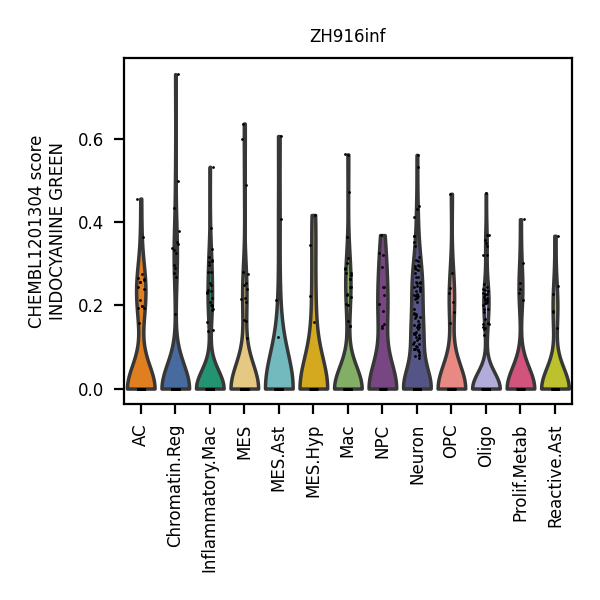 ZH916inf
CHEMBL1201304 score
INDOCYANINE GREEN
0.6
0.4
0.2
0.0
AC
Chromatin.Reg
Inflammatory.Mac
MES
MES.Ast
MES.Hyp
Mac
NPC
Neuron
OPC
Oligo
Prolif.Metab
Reactive.Ast